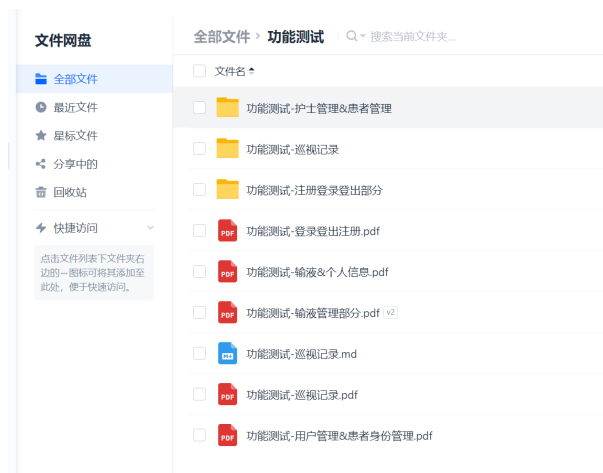 文件网盘
全部文件
最近文件
星标文件
分享中的
回收站
快捷访问
点击文件列表下文件夹右
边的···图标可将其添加至
此处，便于快速访问。
全部文件 › 功能测试
搜索当前文件夹...
文件名
功能测试-护士管理&患者管理
功能测试-巡视记录
功能测试-注册登录登出部分
PDF 功能测试-登录登出注册.pdf
PDF 功能测试-输液&个人信息.pdf
PDF 功能测试-输液管理部分.pdf v2
功能测试-巡视记录.md
PDF 功能测试-巡视记录.pdf
PDF 功能测试-用户管理&患者身份管理.pdf